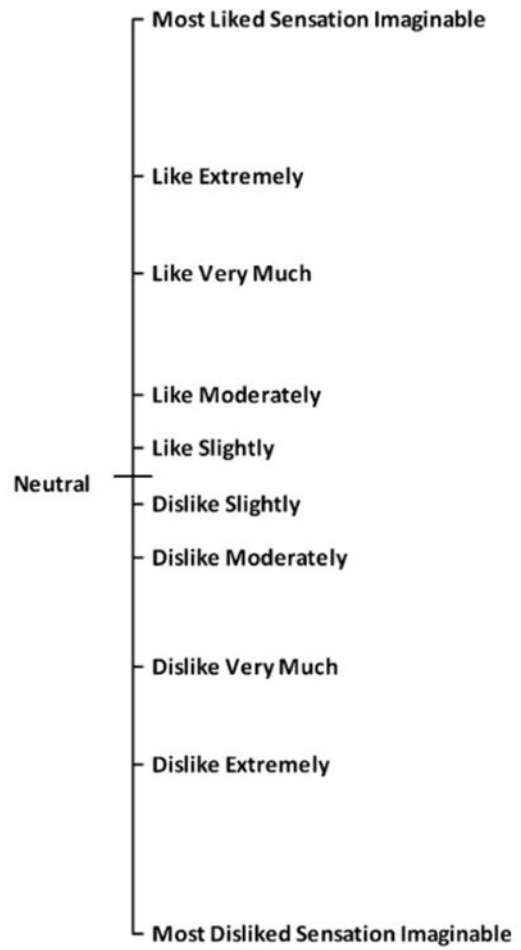 Most Liked Sensation Imaginable
Like Extremely
Like Very Much
Like Moderately
Like Slightly
Neutral
Dislike Slightly
Dislike Moderately
Dislike Very Much
Dislike Extremely
Most Disliked Sensation Imaginable